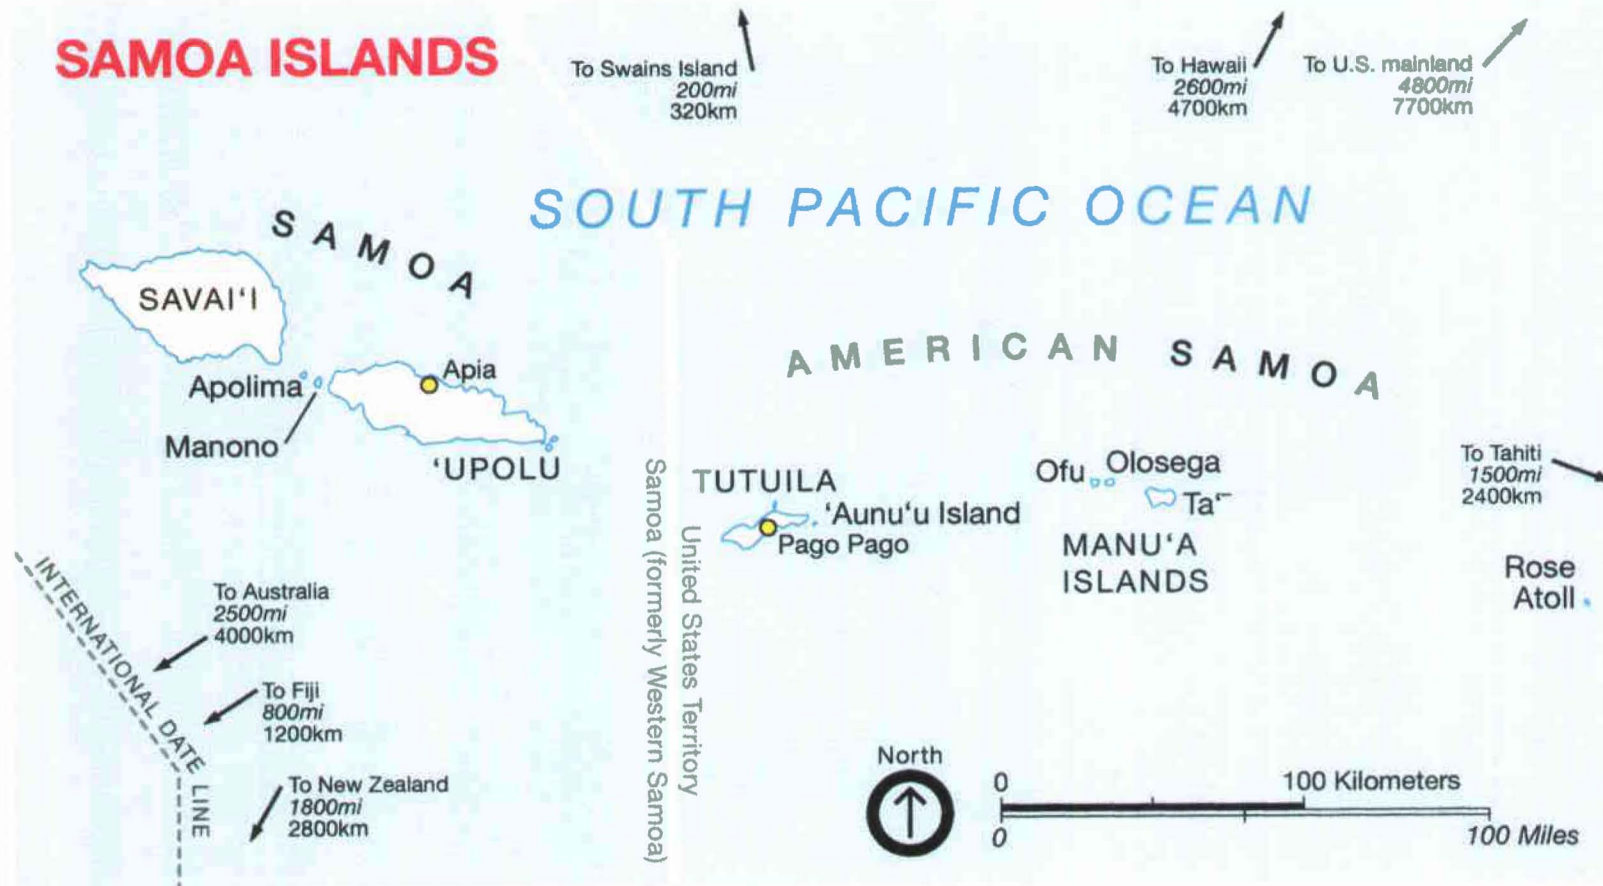 SAMOA ISLANDS
To Swains Island
200mi
320km
To Hawaii
2600mi
4700km
To U.S. mainland
4800mi
7700km
SOUTH PACIFIC OCEAN
SAMOA
SAVAI‘I
Apia
Apolima
Manono
‘UPOLU
AMERICAN SAMOA
TUTUILA
‘Aunu‘u Island
Pago Pago
Ofu
Olosega
Ta‘
MANU‘A
ISLANDS
To Tahiti
1500mi
2400km
Rose
Atoll
Samoa (formerly Western Samoa)
United States Territory
INTERNATIONAL DATE LINE
To Australia
2500mi
4000km
To Fiji
800mi
1200km
To New Zealand
1800mi
2800km
North
0 100 Kilometers
0 100 Miles